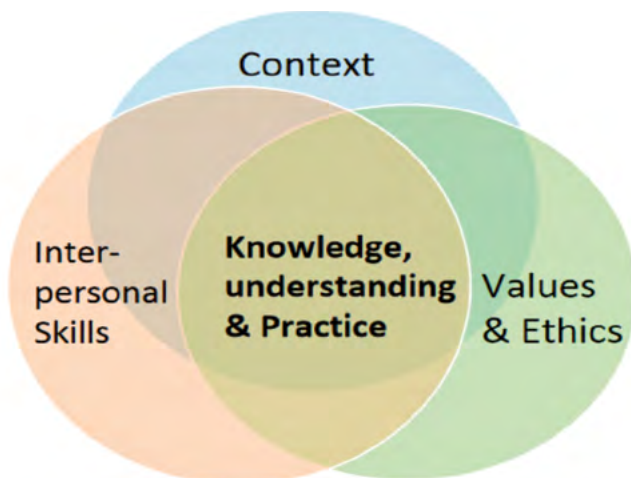 Context
Inter-
personal
Skills
Knowledge,
understanding
& Practice
Values
& Ethics